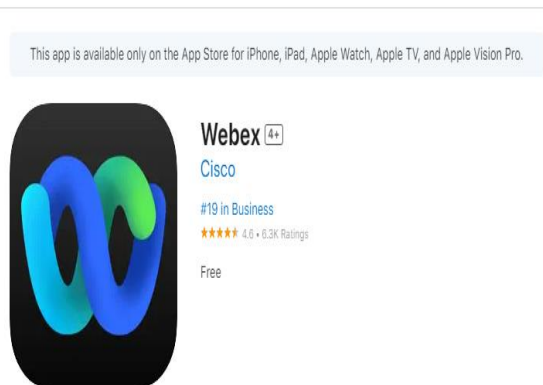 This app is available only on the App Store for iPhone, iPad, Apple Watch, Apple TV, and Apple Vision Pro.
Webex 4+
Cisco
#19 in Business
★★★★★ 4.6 • 6.3K Ratings
Free